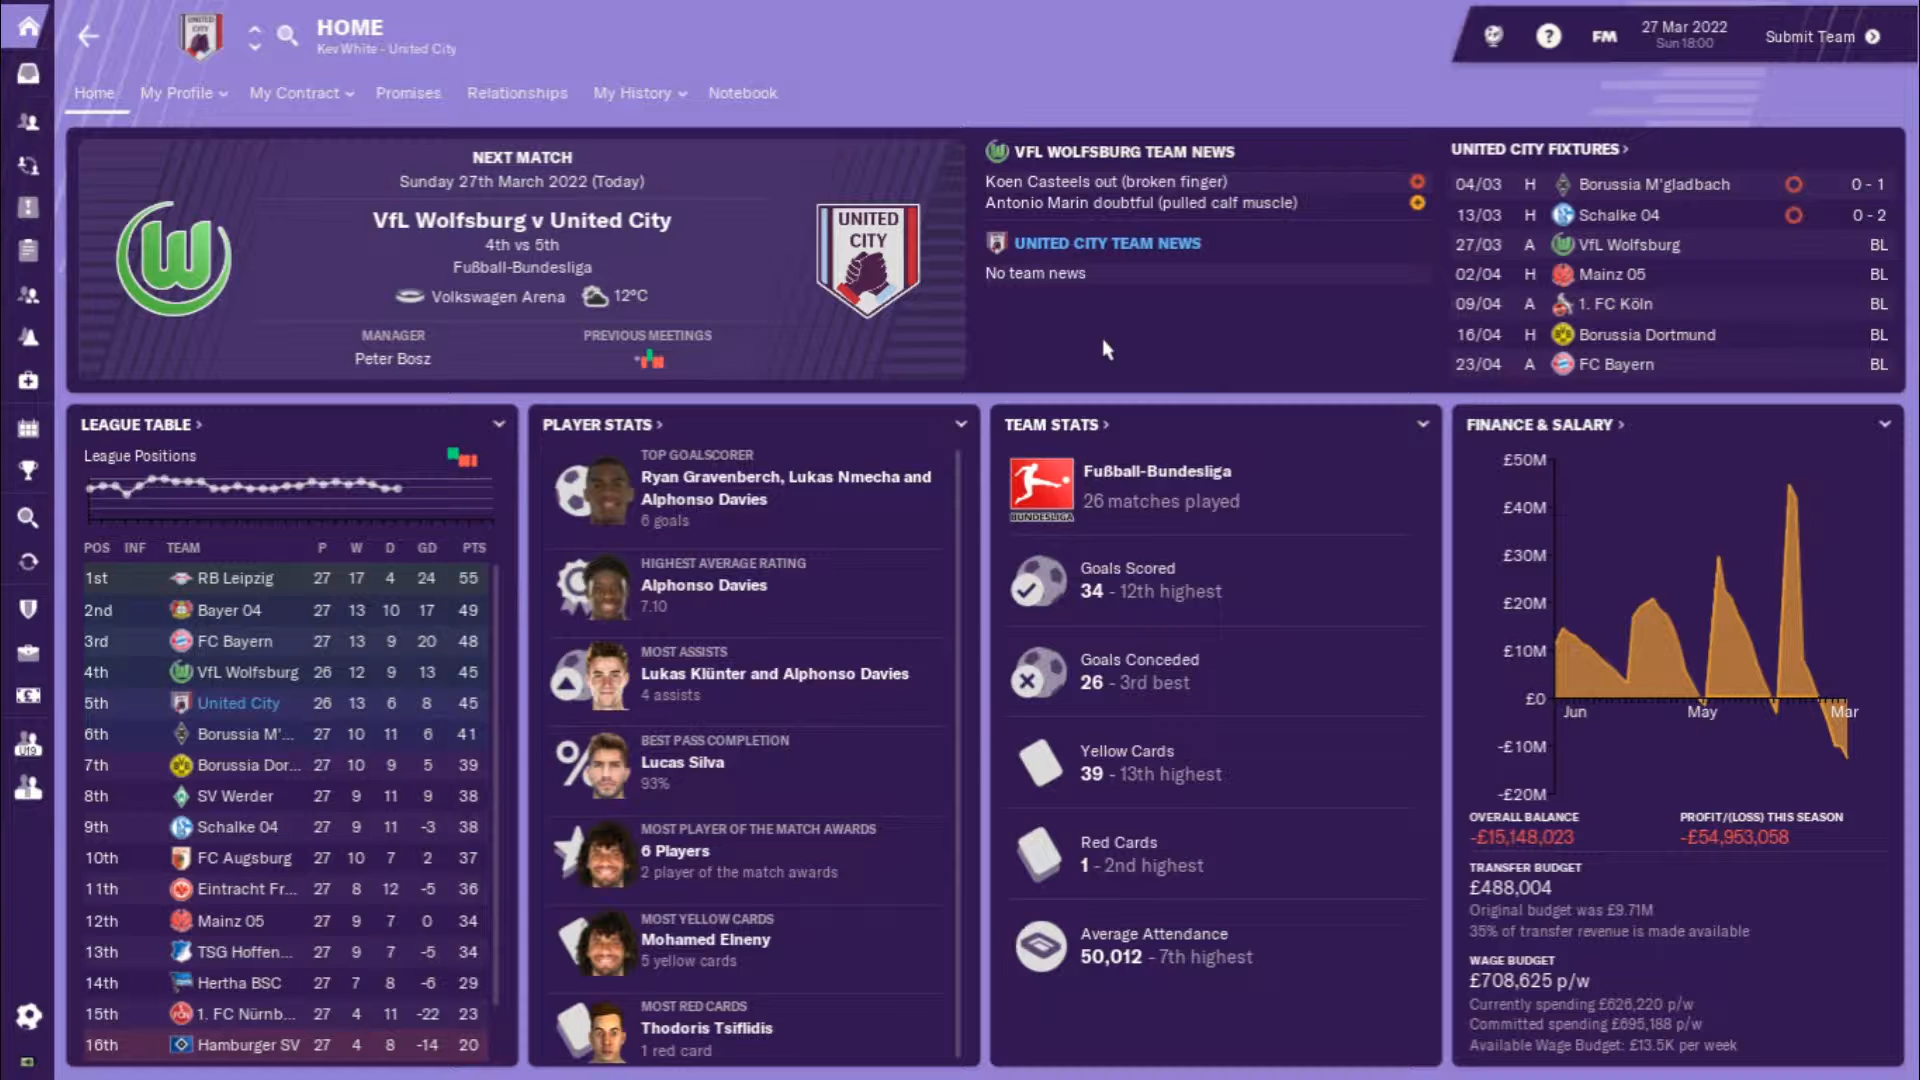 HOME
Kev White - United City
27 Mar 2022
Sun 18:00
FM
Submit Team
Home
My Profile
My Contract
Promises
Relationships
My History
Notebook
NEXT MATCH
Sunday 27th March 2022 (Today)
VfL Wolfsburg v United City
4th vs 5th
Fußball-Bundesliga
Volkswagen Arena
12°C
MANAGER
Peter Bosz
PREVIOUS MEETINGS
UNITED
CITY
VFL WOLFSBURG TEAM NEWS
Koen Casteels out (broken finger)
Antonio Marin doubtful (pulled calf muscle)
UNITED CITY TEAM NEWS
No team news
UNITED CITY FIXTURES
04/03 H Borussia M'gladbach 0 - 1
13/03 H Schalke 04 0 - 2
27/03 A VfL Wolfsburg BL
02/04 H Mainz 05 BL
09/04 A 1. FC Köln BL
16/04 H Borussia Dortmund BL
23/04 A FC Bayern BL
LEAGUE TABLE
League Positions
POS INF TEAM P W D GD PTS
1st RB Leipzig 27 17 4 24 55
2nd Bayer 04 27 13 10 17 49
3rd FC Bayern 27 13 9 20 48
4th VfL Wolfsburg 26 12 9 13 45
5th United City 26 13 6 8 45
6th Borussia M'... 27 10 11 6 41
7th Borussia Dor... 27 10 9 5 39
8th SV Werder 27 9 11 9 38
9th Schalke 04 27 9 11 -3 38
10th FC Augsburg 27 10 7 2 37
11th Eintracht Fr... 27 8 12 -5 36
12th Mainz 05 27 9 7 0 34
13th TSG Hoffen... 27 9 7 -5 34
14th Hertha BSC 27 7 8 -6 29
15th 1. FC Nürnb... 27 4 11 -22 23
16th Hamburger SV 27 4 8 -14 20
PLAYER STATS
TOP GOALSCORER
Ryan Gravenberch, Lukas Nmecha and
Alphonso Davies
6 goals
HIGHEST AVERAGE RATING
Alphonso Davies
7.10
MOST ASSISTS
Lukas Klünter and Alphonso Davies
4 assists
BEST PASS COMPLETION
Lucas Silva
93%
MOST PLAYER OF THE MATCH AWARDS
6 Players
2 player of the match awards
MOST YELLOW CARDS
Mohamed Elneny
5 yellow cards
MOST RED CARDS
Thodoris Tsiflidis
1 red card
TEAM STATS
BUNDESLIGA
Fußball-Bundesliga
26 matches played
Goals Scored
34 - 12th highest
Goals Conceded
26 - 3rd best
Yellow Cards
39 - 13th highest
Red Cards
1 - 2nd highest
Average Attendance
50,012 - 7th highest
FINANCE & SALARY
£50M
£40M
£30M
£20M
£10M
£0
-£10M
-£20M
Jun May Mar
OVERALL BALANCE
-£15,148,023
PROFIT/(LOSS) THIS SEASON
-£54,953,058
TRANSFER BUDGET
£488,004
Original budget was £9.71M
35% of transfer revenue is made available
WAGE BUDGET
£708,625 p/w
Currently spending £626,220 p/w
Committed spending £695,188 p/w
Available Wage Budget: £13.5K per week
U19